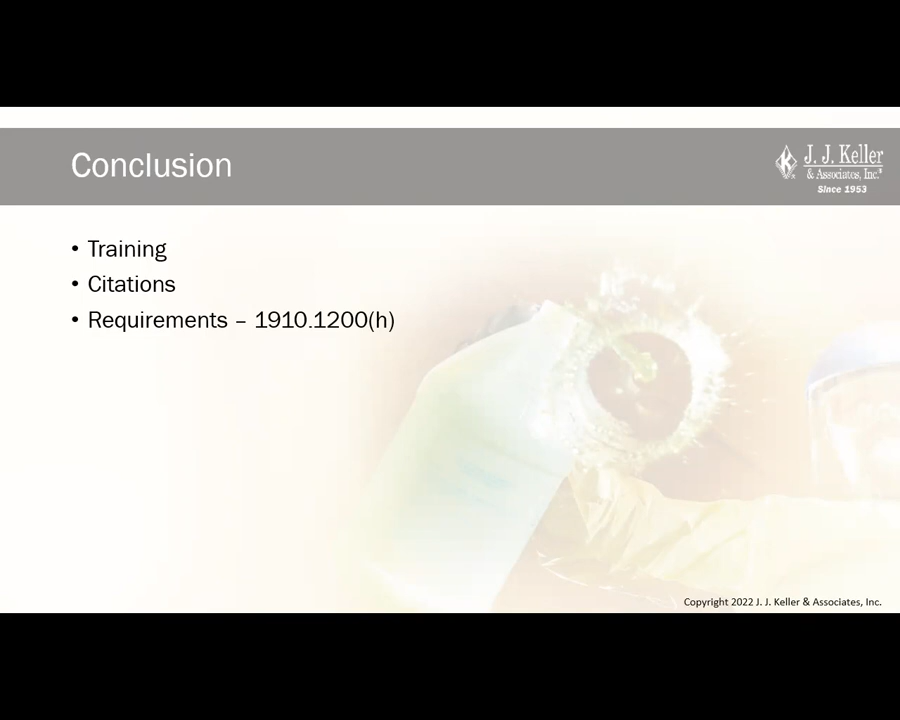 Conclusion
J. J. Keller
& Associates, Inc.®
Since 1953
• Training
• Citations
• Requirements – 1910.1200(h)
Copyright 2022 J. J. Keller & Associates, Inc.